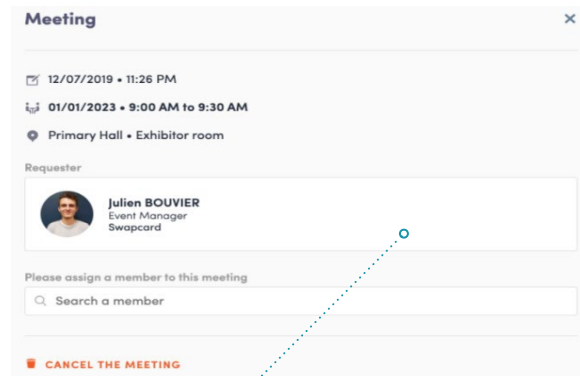 Meeting
12/07/2019 • 11:26 PM
01/01/2023 • 9:00 AM to 9:30 AM
Primary Hall • Exhibitor room
Requester
Julien BOUVIER
Event Manager
Swapcard
Please assign a member to this meeting
Search a member
CANCEL THE MEETING